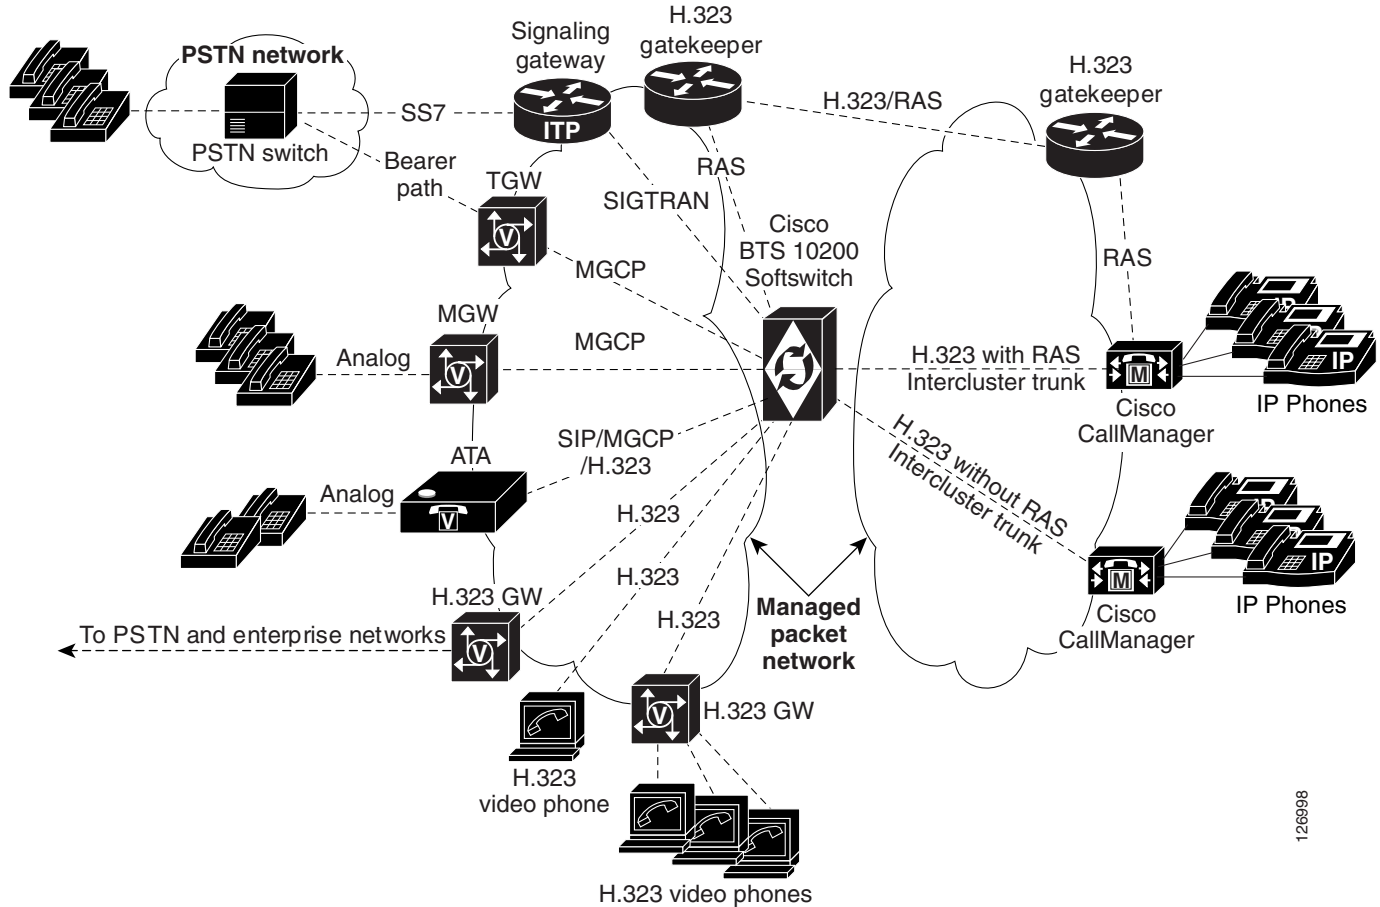 H.323
gatekeeper
Signaling
gateway
PSTN network
H.323
gatekeeper
H.323/RAS
SS7
ITP
PSTN switch
Bearer
path
TGW
RAS
SIGTRAN
V
Cisco
BTS 10200
Softswitch
RAS
MGCP
IP
MGW
MGCP
Analog
V
H.323 with RAS
Intercluster trunk
M
IP
IP Phones
Cisco
CallManager
SIP/MGCP
/H.323
ATA
Analog
V
H.323
H.323 without RAS
Intercluster trunk
IP
M
IP Phones
H.323
H.323 GW
Managed
packet
network
Cisco
CallManager
H.323
To PSTN and enterprise networks
V
V
H.323 GW
H.323
video phone
H.323 video phones
126998